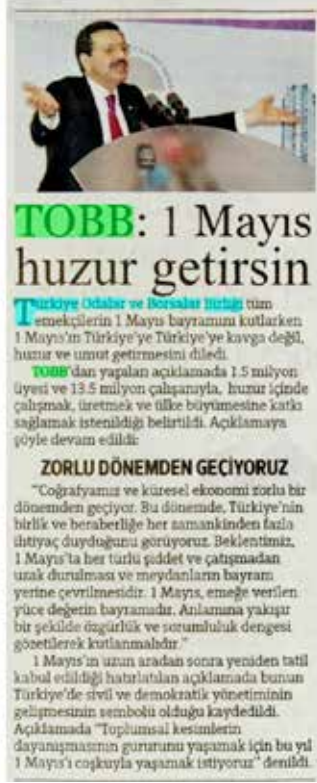 TOBB: 1 Mayıs
huzur getirsin
Türkiye Odalar ve Borsalar Birliği tüm
emekçilerin 1 Mayıs bayramını kutlarken
1 Mayıs'ın Türkiye'ye Türkiye'ye kavga değil,
huzur ve umut getirmesini diledi.
TOBB'dan yapılan açıklamada 1.5 milyon
üyesi ve 13.5 milyon çalışanıyla, huzur içinde
çalışmak, üretmek ve ülke büyümesine katkı
sağlamak istenildiği belirtildi. Açıklamaya
şöyle devam edildi:
ZORLU DÖNEMDEN GEÇİYORUZ
"Coğrafyamız ve küresel ekonomi zorlu bir
dönemden geçiyor. Bu dönemde, Türkiye'nin
birlik ve beraberliğe her zamankinden fazla
ihtiyaç duyduğunu görüyoruz. Beklentimiz,
1 Mayıs'ta her türlü şiddet ve çatışmadan
uzak durulması ve meydanların bayram
yerine çevrilmesidir. 1 Mayıs, emeğe verilen
yüce değerin bayramıdır. Anlamına yakışır
bir şekilde özgürlük ve sorumluluk dengesi
gözetilerek kutlanmalıdır."
1 Mayıs'ın uzun aradan sonra yeniden tatil
kabul edildiği hatırlatılan açıklamada bunun
Türkiye'de sivil ve demokratik yönetiminin
gelişmesinin sembolü olduğu kaydedildi.
Açıklamada "Toplumsal kesimlerin
dayanışmasının gururunu yaşamak için bu yıl
1 Mayıs'ı coşkuyla yaşamak istiyoruz" denildi.